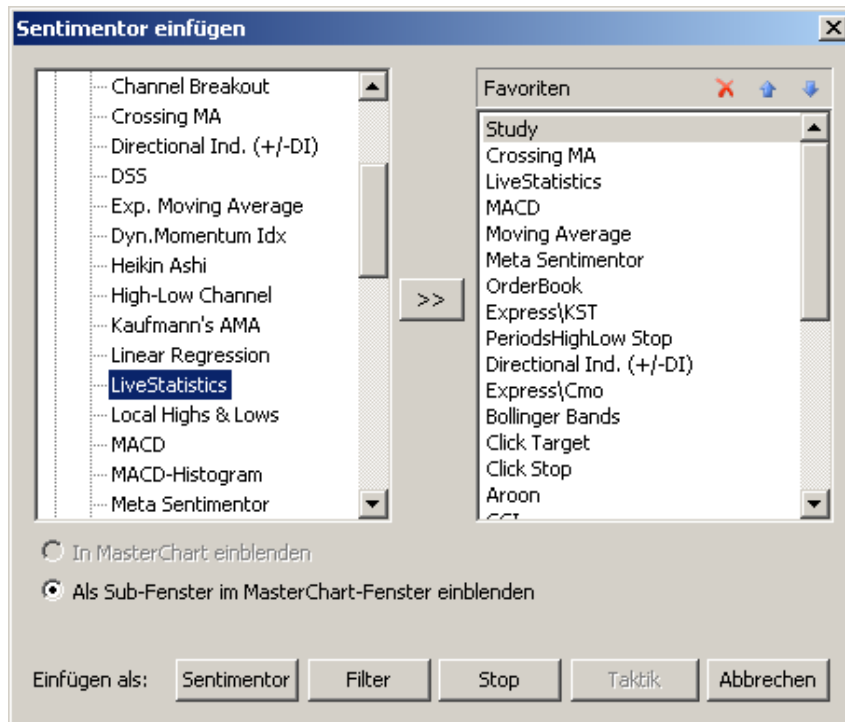 Sentimentor einfügen
Channel Breakout
Crossing MA
Directional Ind. (+/-DI)
DSS
Exp. Moving Average
Dyn.Momentum Idx
Heikin Ashi
High-Low Channel
Kaufmann's AMA
Linear Regression
LiveStatistics
Local Highs & Lows
MACD
MACD-Histogram
Meta Sentimentor
>>
Favoriten
Study
Crossing MA
LiveStatistics
MACD
Moving Average
Meta Sentimentor
OrderBook
Express\KST
PeriodsHighLow Stop
Directional Ind. (+/-DI)
Express\Cmo
Bollinger Bands
Click Target
Click Stop
Aroon
In MasterChart einblenden
Als Sub-Fenster im MasterChart-Fenster einblenden
Einfügen als: Sentimentor Filter Stop Taktik Abbrechen